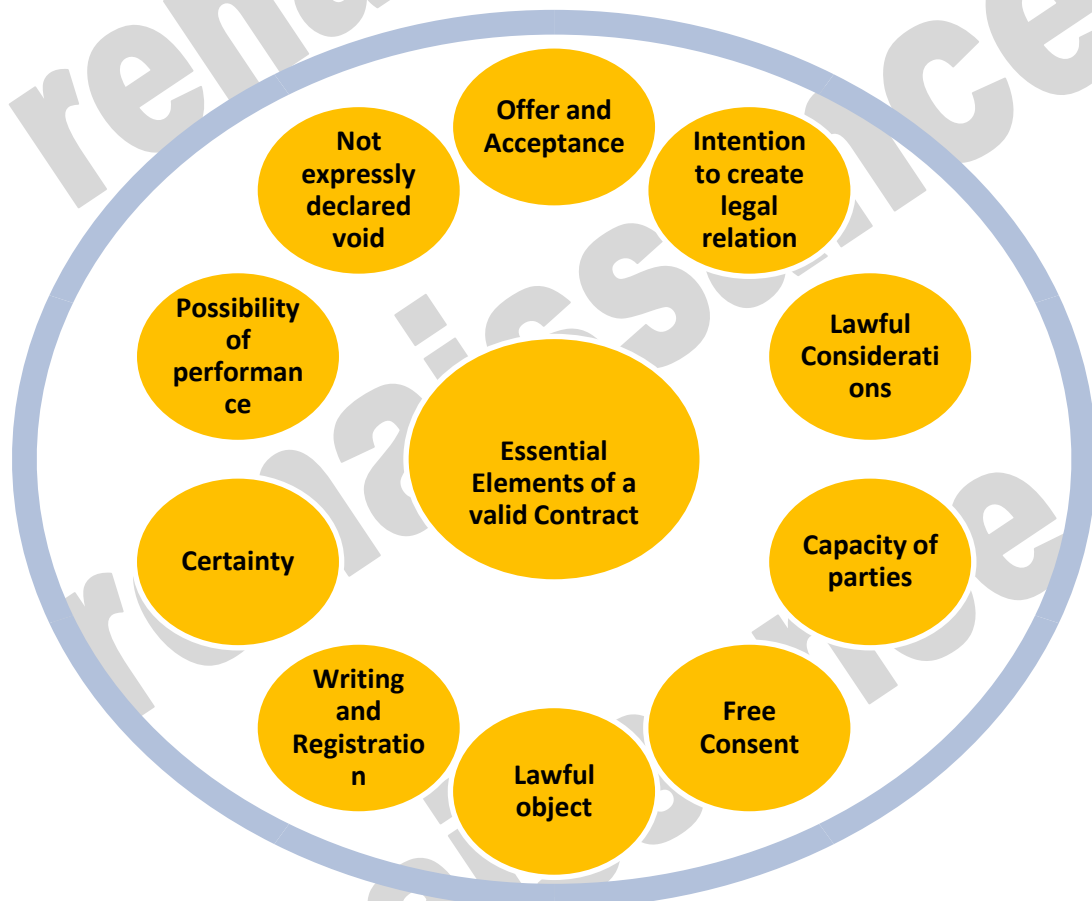 Offer and
Acceptance
Intention
to create
legal
relation
Lawful
Considerati
ons
Capacity of
parties
Free
Consent
Lawful
object
Writing
and
Registratio
n
Certainty
Possibility
of
performan
ce
Not
expressly
declared
void
Essential
Elements of a
valid Contract
renaissance